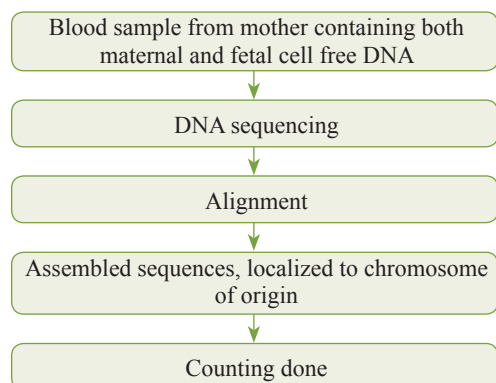 Blood sample from mother containing both
maternal and fetal cell free DNA
DNA sequencing
Alignment
Assembled sequences, localized to chromosome
of origin
Counting done